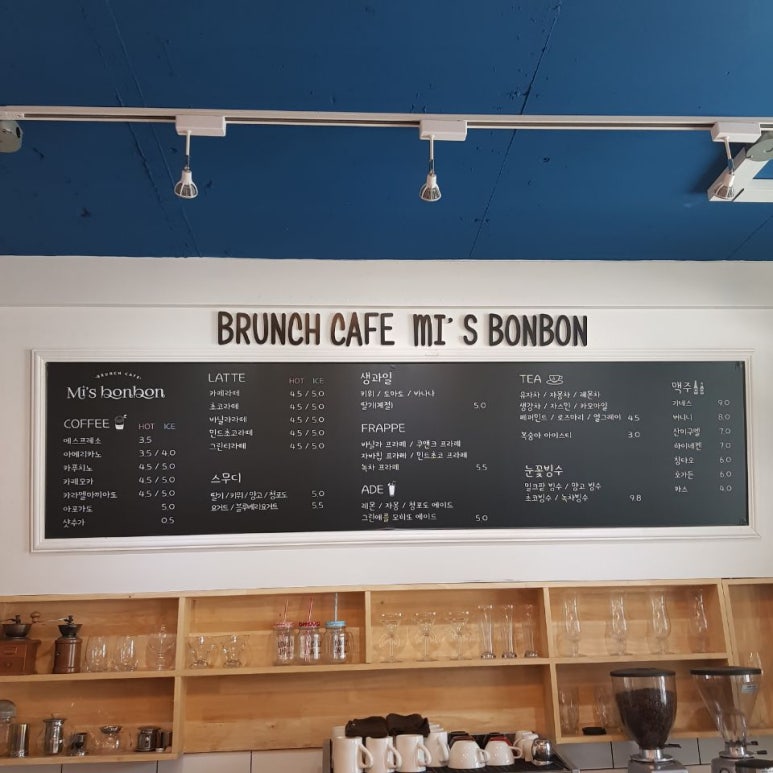 BRUNCH CAFE MI'S BONBON
BRUNCH CAFE
Mi's bonbon
COFFEE HOT ICE
에스프레소 3.5
아메리카노 3.5 / 4.0
카푸치노 4.5 / 5.0
카페모카 4.5 / 5.0
카라멜마끼아또 4.5 / 5.0
아포가토 5.0
샷추가 0.5
LATTE HOT ICE
카페라떼 4.5 / 5.0
초코라떼 4.5 / 5.0
바닐라라떼 4.5 / 5.0
민트초코라떼 4.5 / 5.0
그린티라떼 4.5 / 5.0
스무디
딸기 / 키위 / 망고 / 청포도 5.0
요거트 / 블루베리요거트 5.5
생과일
키위 / 토마토 / 바나나
딸기(계절) 5.0
FRAPPE
바닐라 프라페 / 쿠앤크 프라페
자바칩 프라페 / 민트초코 프라페
녹차 프라페 5.5
ADE
레몬 / 자몽 / 청포도 에이드
그린애플 모히또 에이드 5.0
TEA
유자차 / 자몽차 / 레몬차
생강차 / 자스민 / 카모마일
페퍼민트 / 로즈마리 / 얼그레이 4.5
복숭아 아이스티 3.0
눈꽃빙수
밀크팥 빙수 / 망고 빙수
초코빙수 / 녹차빙수 9.8
맥주
기네스 9.0
버니니 8.0
산미구엘 7.0
하이네켄 7.0
칭타오 6.0
호가든 6.0
카스 4.0